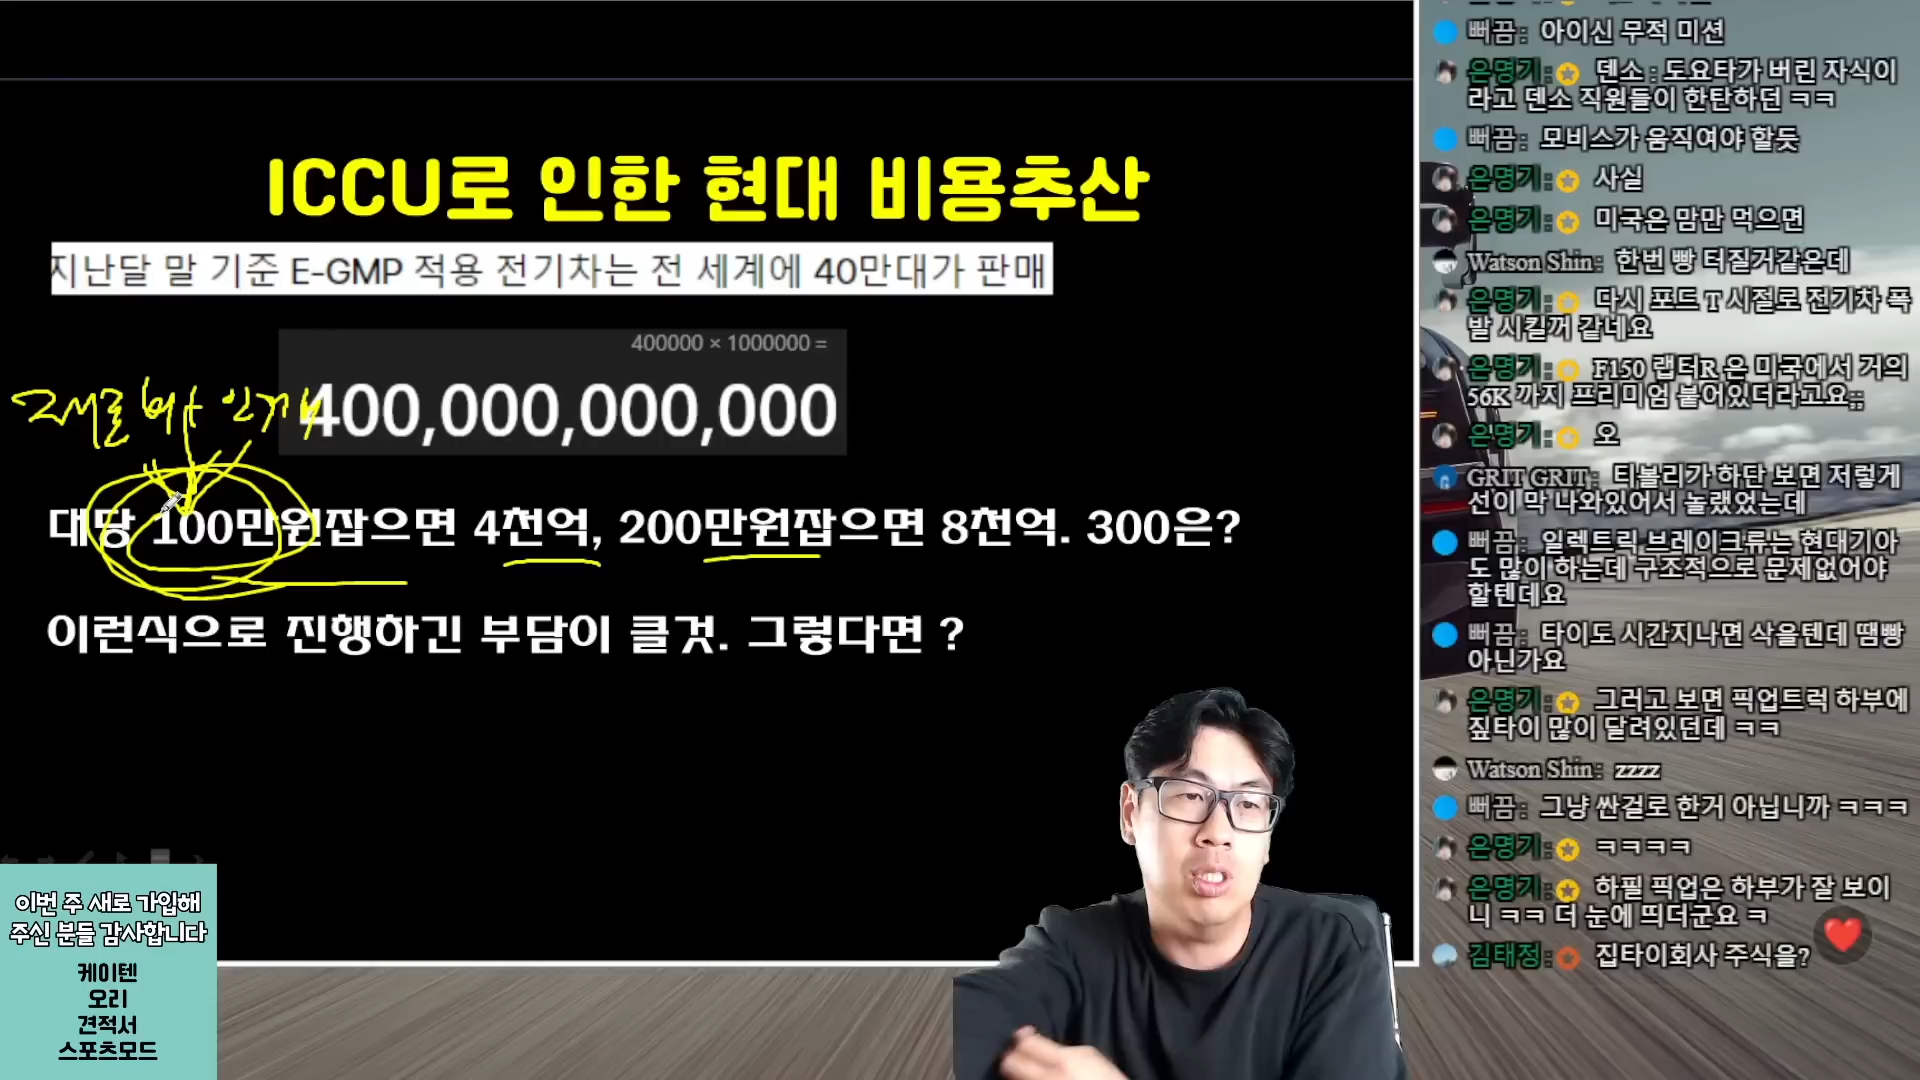 ICCU로 인한 현대 비용추산
지난달 말 기준 E-GMP 적용 전기차는 전 세계에 40만대가 판매
400000 × 1000000 =
400,000,000,000
대당 100만원잡으면 4천억, 200만원잡으면 8천억. 300은?
이런식으로 진행하긴 부담이 클것. 그렇다면 ?
이번 주 새로 가입해
주신 분들 감사합니다
케이텐
오리
견적서
스포츠모드
뻐끔: 아이신 무적 미션
은명기: 덴소 : 도요타가 버린 자식이
라고 덴소 직원들이 한탄하던 ㅋㅋ
뻐끔: 모비스가 움직여야 할듯
은명기: 사실
은명기: 미국은 맘만 먹으면
Watson Shin: 한번 빵 터질거같은데
은명기: 다시 포드 T 시절로 전기차 폭
발 시킬꺼 같네요
은명기: F150 랩터R 은 미국에서 거의
56K 까지 프리미엄 붙어있더라고요;;
은명기: 오
GRIT GRIT: 티볼리가 하단 보면 저렇게
선이 막 나와있어서 놀랬었는데
뻐끔: 일렉트릭 브레이크류는 현대기아
도 많이 하는데 구조적으로 문제없어야
할텐데요
뻐끔: 타이도 시간지나면 삭을텐데 땜빵
아닌가요
은명기: 그러고 보면 픽업트럭 하부에
짚타이 많이 달려있던데 ㅋㅋ
Watson Shin: zzzz
뻐끔: 그냥 싼걸로 한거 아닙니까 ㅋㅋㅋ
은명기: ㅋㅋㅋㅋ
은명기: 하필 픽업은 하부가 잘 보이
니 ㅋㅋ 더 눈에 띄더군요 ㅋ
김태정: 집타이회사 주식을?